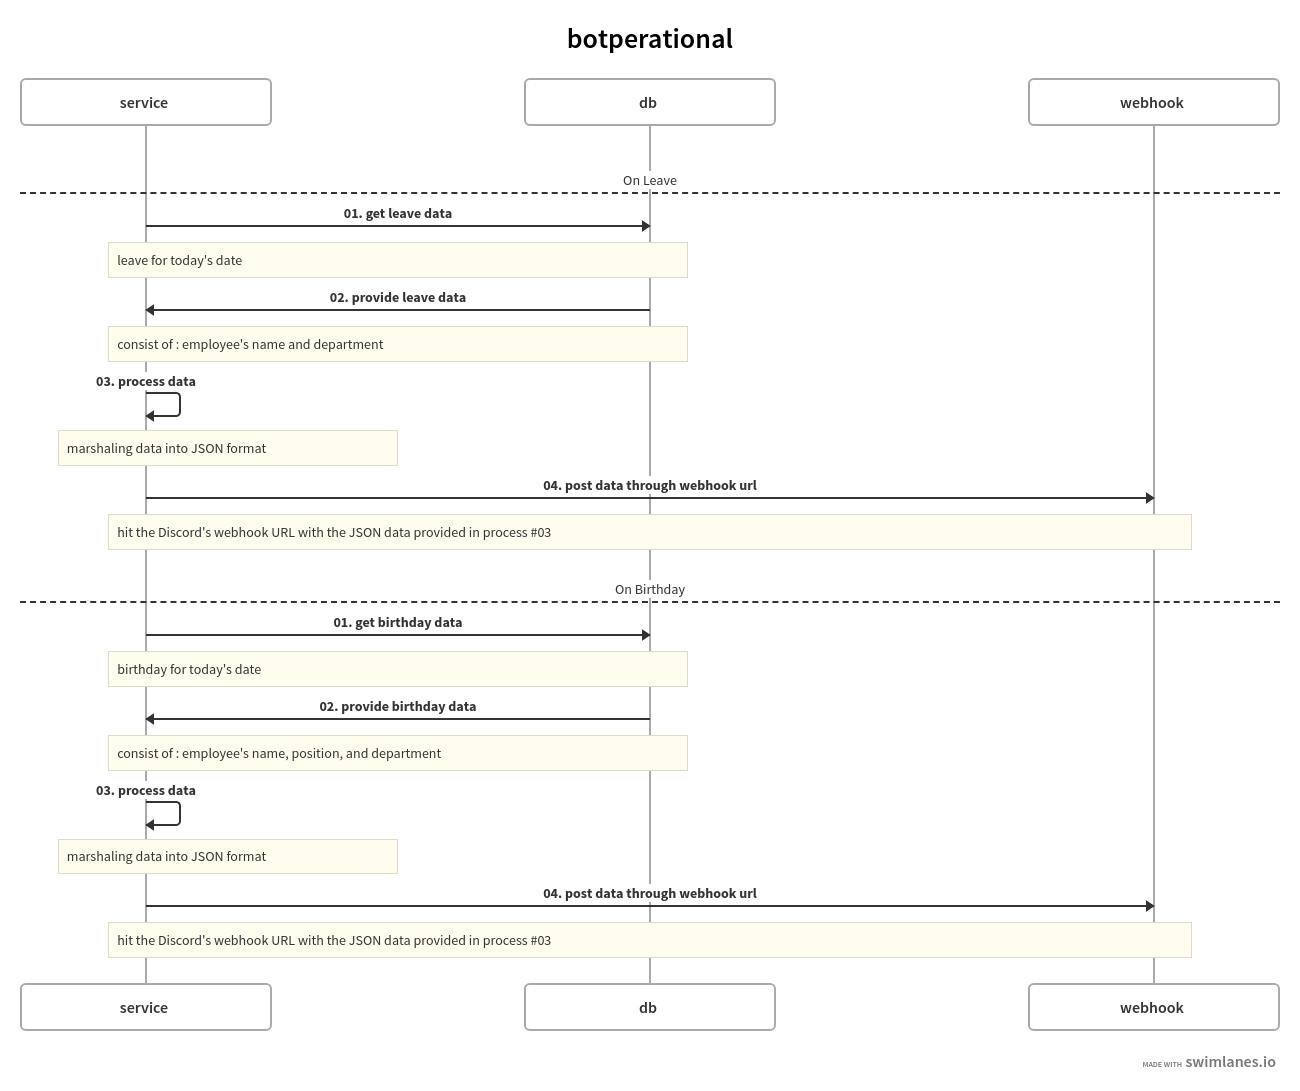 botperational
service
db
webhook
On Leave
01. get leave data
leave for today's date
02. provide leave data
consist of : employee's name and department
03. process data
marshaling data into JSON format
04. post data through webhook url
hit the Discord's webhook URL with the JSON data provided in process #03
On Birthday
01. get birthday data
birthday for today's date
02. provide birthday data
consist of : employee's name, position, and department
03. process data
marshaling data into JSON format
04. post data through webhook url
hit the Discord's webhook URL with the JSON data provided in process #03
service
db
webhook
MADE WITH swimlanes.io